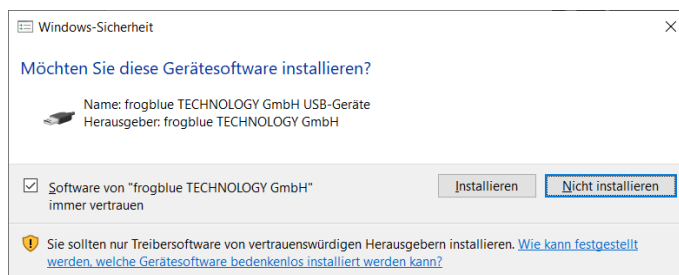 Windows-Sicherheit
Möchten Sie diese Gerätesoftware installieren?
Name: frogblue TECHNOLOGY GmbH USB-Geräte
Herausgeber: frogblue TECHNOLOGY GmbH
Software von "frogblue TECHNOLOGY GmbH"
immer vertrauen
Installieren
Nicht installieren
Sie sollten nur Treibersoftware von vertrauenswürdigen Herausgebern installieren. Wie kann festgestellt
werden, welche Gerätesoftware bedenkenlos installiert werden kann?